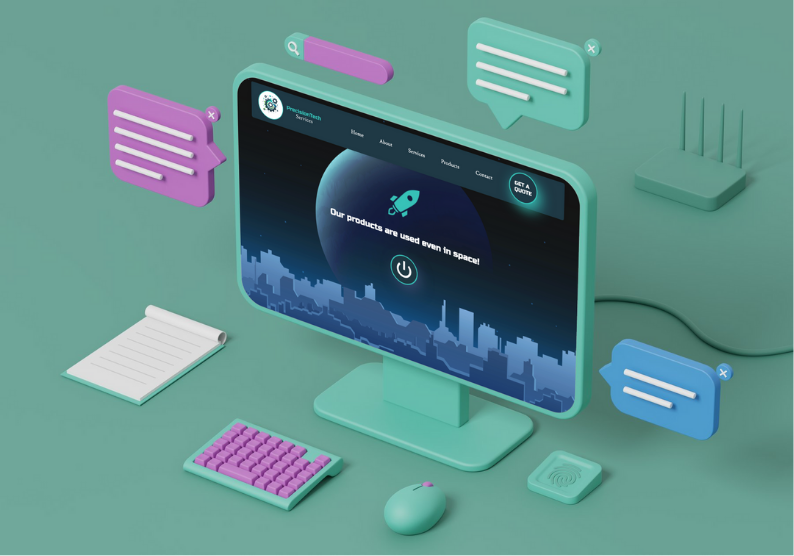 PrecisionTech
Services
Home
About
Services
Products
Contact
GET A
QUOTE
Our products are used even in space!